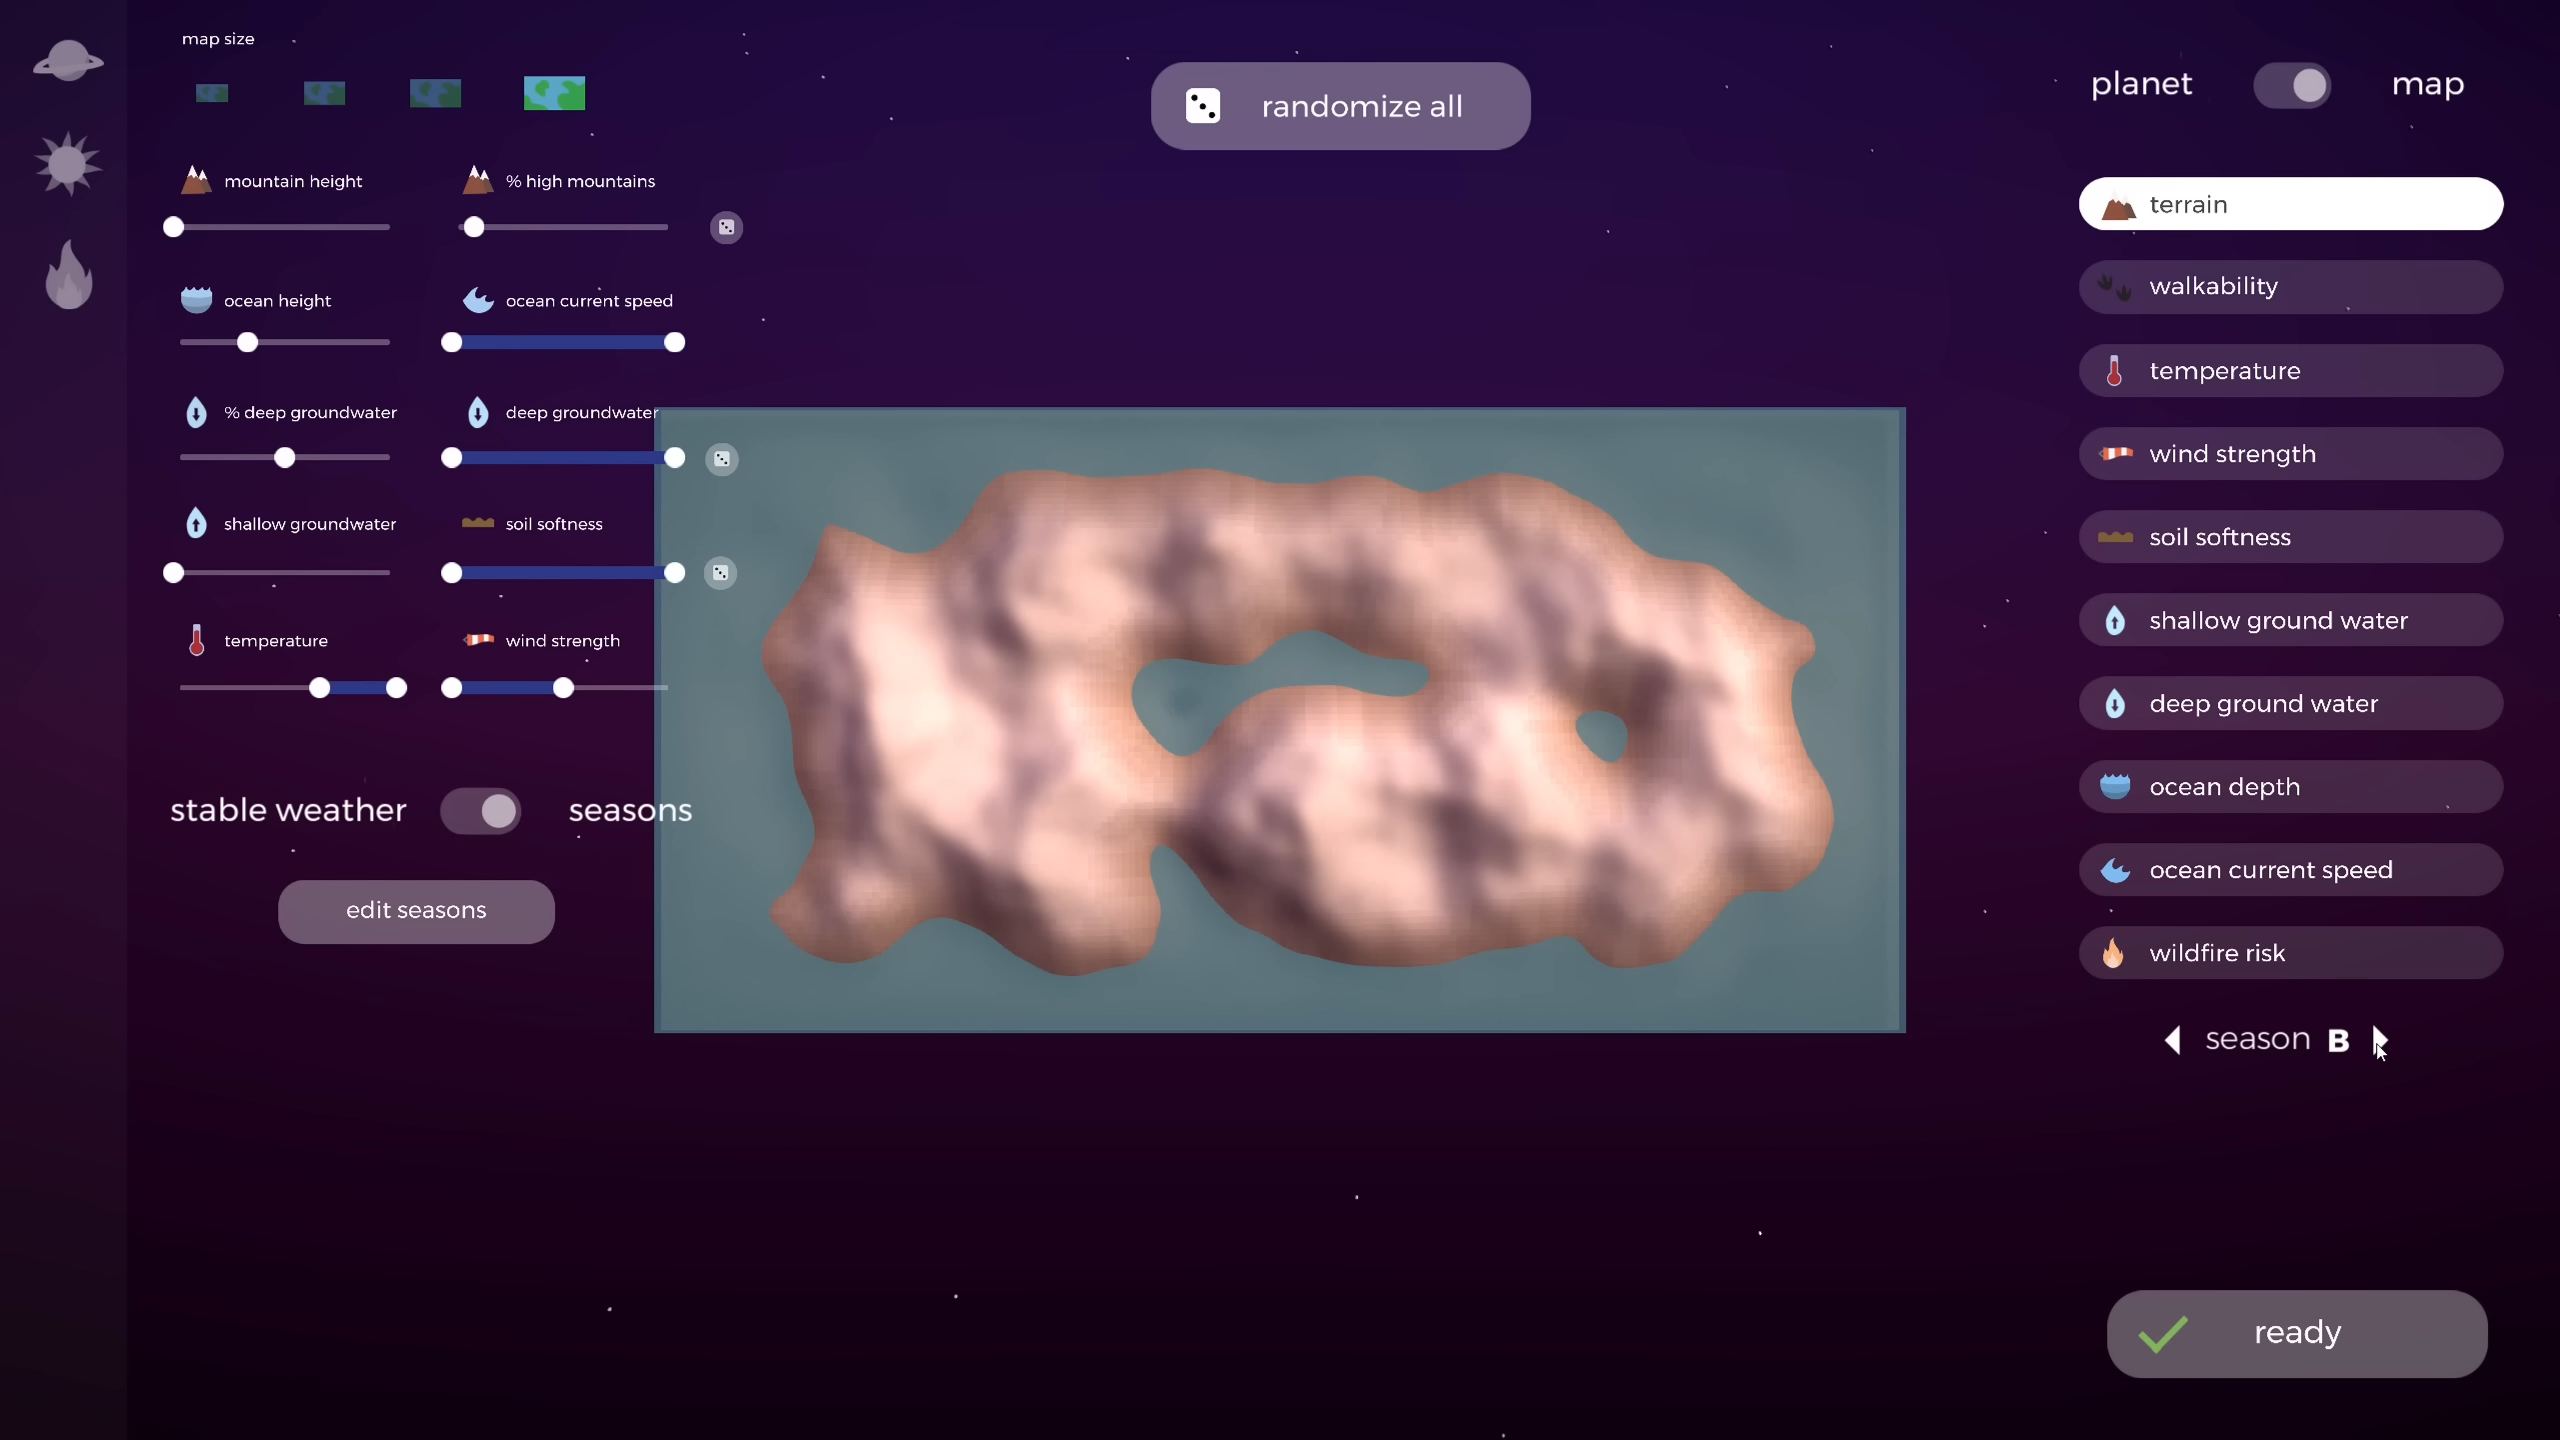 map size
randomize all
planet
map
mountain height
% high mountains
terrain
walkability
ocean height
ocean current speed
temperature
% deep groundwater
deep groundwater
wind strength
shallow groundwater
soil softness
soil softness
shallow ground water
temperature
wind strength
deep ground water
ocean depth
stable weather
seasons
ocean current speed
edit seasons
wildfire risk
season B
ready